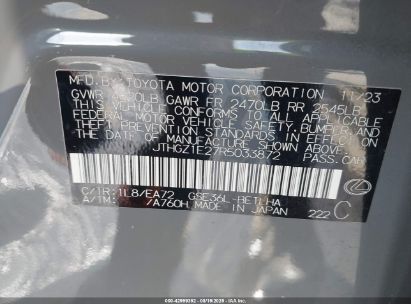 MFD. BY: TOYOTA MOTOR CORPORATION 11/23
GVWR LB GAWR FR 2470LB RR 2545LB
THIS VEHICLE CONFORMS TO ALL APPLICABLE
FEDERAL MOTOR VEHICLE SAFETY, BUMPER, AND
THEFT PREVENTION STANDARDS IN EFFECT ON THE DATE OF
MANUFACTURE SHOWN ABOVE.
PASS. CAR
C/TR: 1L8/EA72 GSE36L-RETLHA
A/TM: /A760H MADE IN JAPAN 222 C